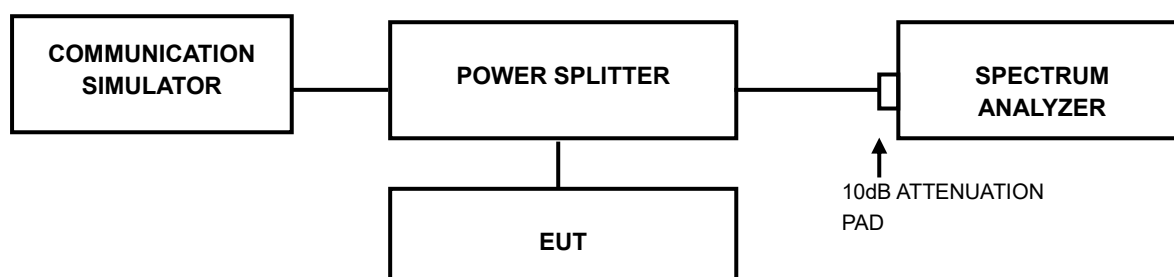 COMMUNICATION
SIMULATOR
POWER SPLITTER
SPECTRUM
ANALYZER
10dB ATTENUATION
PAD
EUT